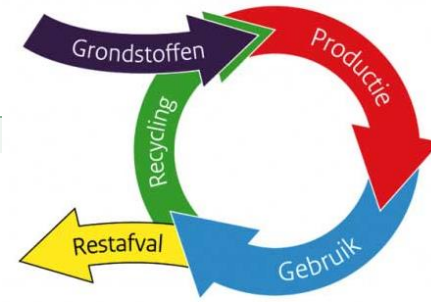 Grondstoffen
Productie
Gebruik
Recycling
Restafval